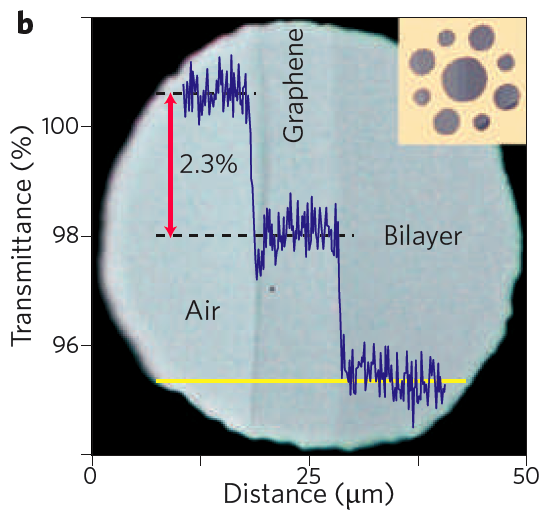 b
Graphene
100
2.3%
Transmittance (%)
98
Bilayer
Air
96
0
25
50
Distance (μm)